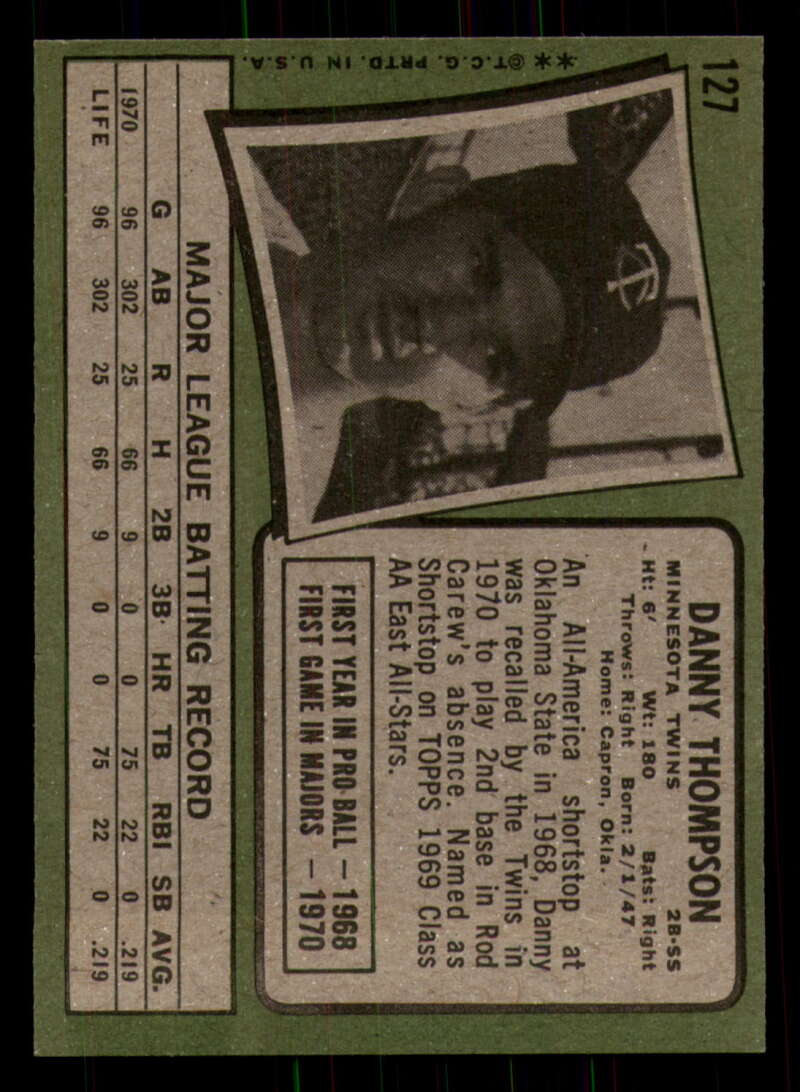 127
**©T.C.G. PRTD. IN U.S.A.
TC
DANNY THOMPSON
MINNESOTA TWINS 2B-SS
Ht: 6' Wt: 180 Bats: Right
Throws: Right Born: 2/1/47
Home: Capron, Okla.
An All-America shortstop at
Oklahoma State in 1968, Danny
was recalled by the Twins in
1970 to play 2nd base in Rod
Carew's absence. Named as
Shortstop on TOPPS 1969 Class
AA East All-Stars.
FIRST YEAR IN PRO BALL — 1968
FIRST GAME IN MAJORS — 1970
MAJOR LEAGUE BATTING RECORD
G AB R H 2B 3B HR TB RBI SB AVG.
1970 96 302 25 66 9 0 0 75 22 0 .219
LIFE 96 302 25 66 9 0 0 75 22 0 .219